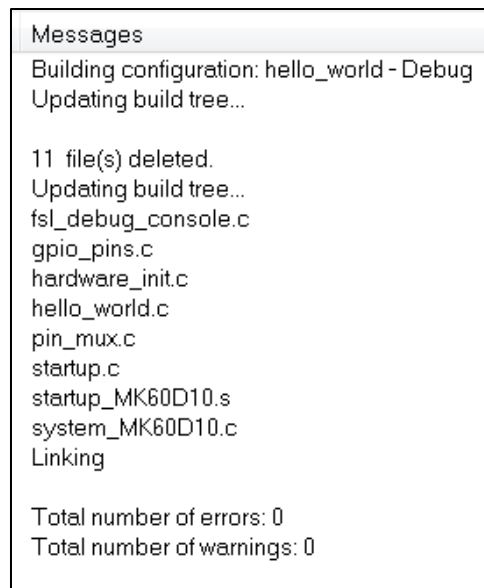 Messages
Building configuration: hello_world - Debug
Updating build tree...
11 file(s) deleted.
Updating build tree...
fsl_debug_console.c
gpio_pins.c
hardware_init.c
hello_world.c
pin_mux.c
startup.c
startup_MK60D10.s
system_MK60D10.c
Linking
Total number of errors: 0
Total number of warnings: 0